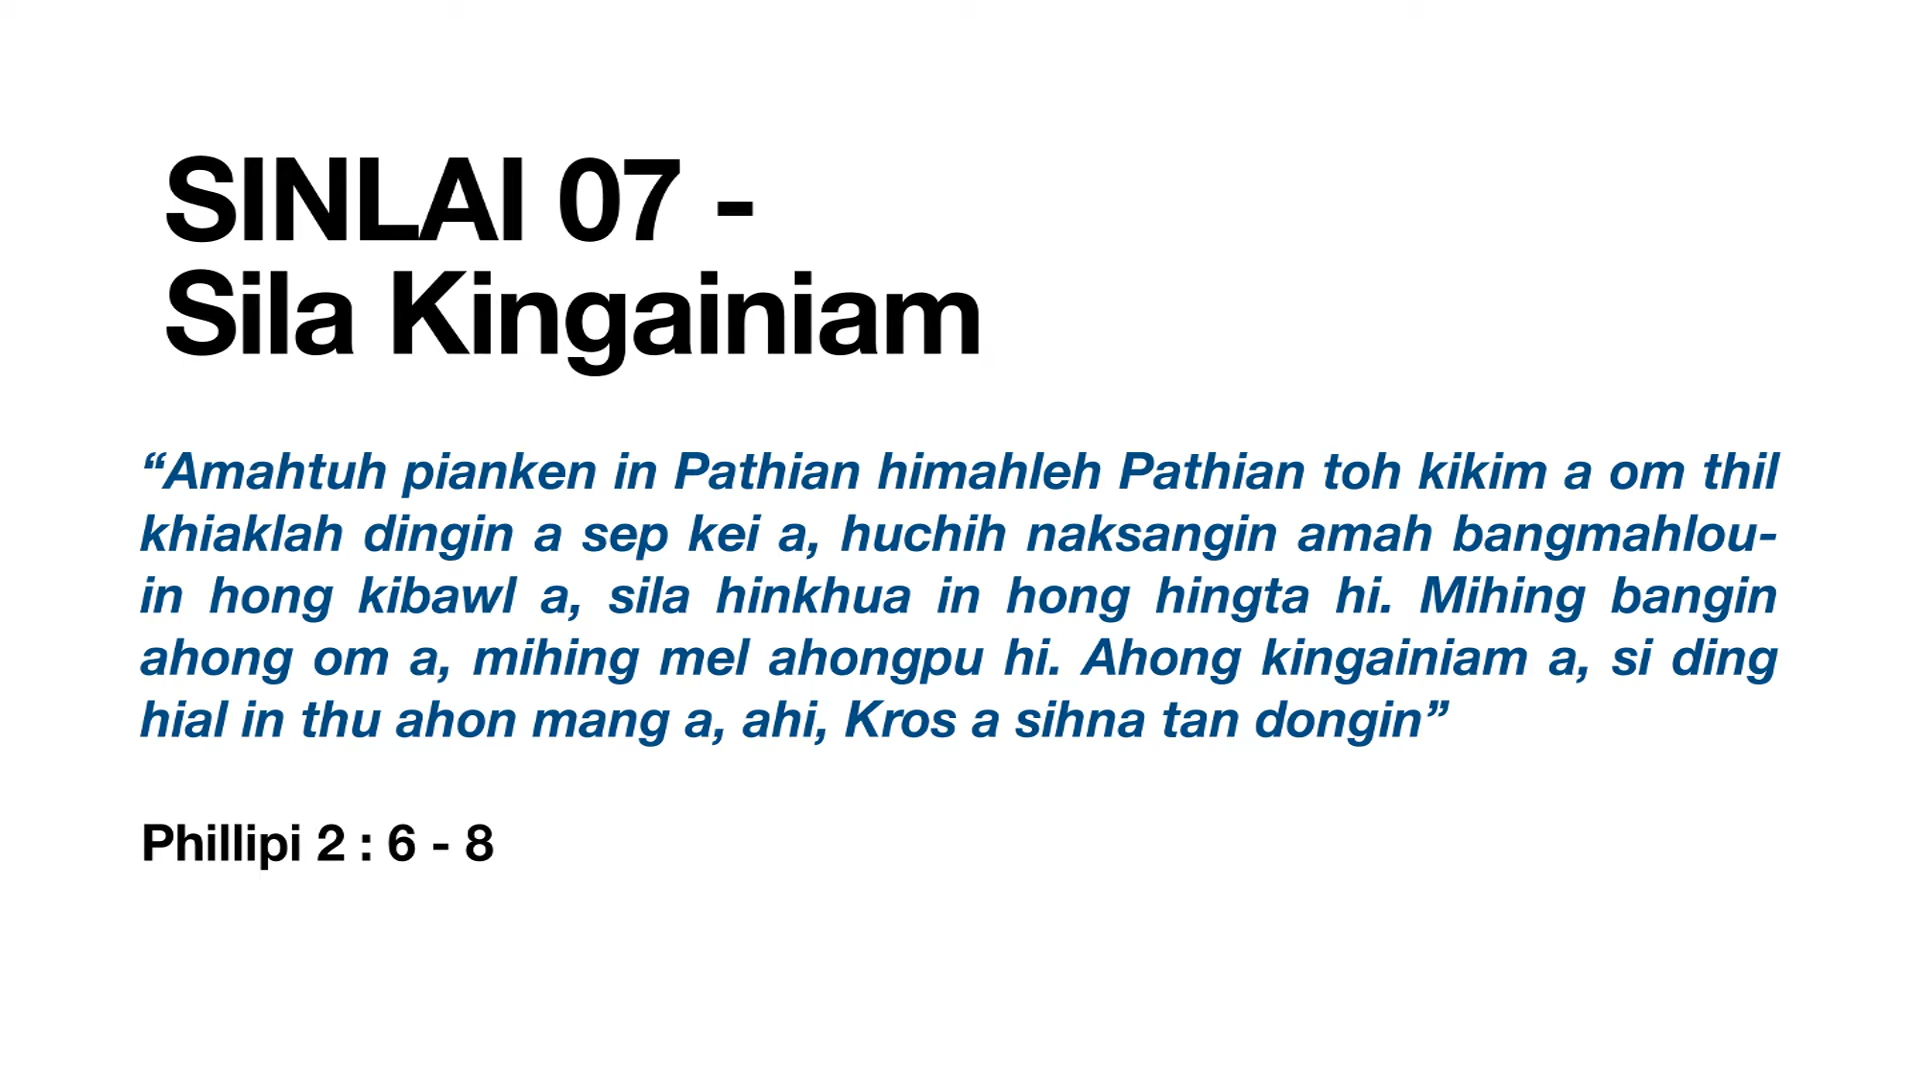 SINLAI 07 -
Sila Kingainiam
“Amahtuh pianken in Pathian himahleh Pathian toh kikim a om thil
khiaklah dingin a sep kei a, huchih naksangin amah bangmahlou-
in hong kibawl a, sila hinkhua in hong hingta hi. Mihing bangin
ahong om a, mihing mel ahongpu hi. Ahong kingainiam a, si ding
hial in thu ahon mang a, ahi, Kros a sihna tan dongin”
Phillipi 2 : 6 - 8